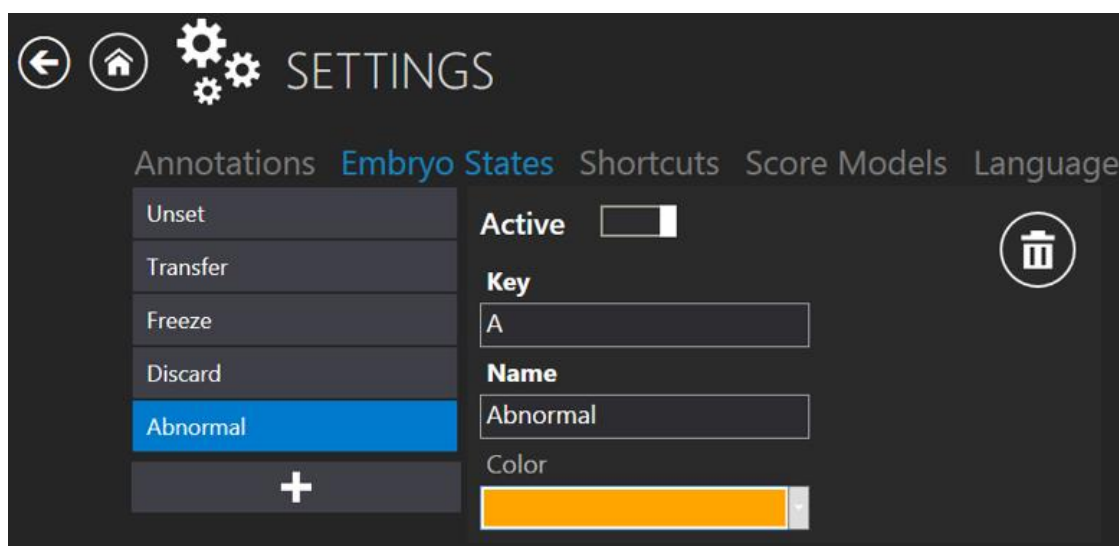 SETTINGS
Annotations Embryo States Shortcuts Score Models Language
Unset
Transfer
Freeze
Discard
Abnormal
Active
Key
A
Name
Abnormal
Color